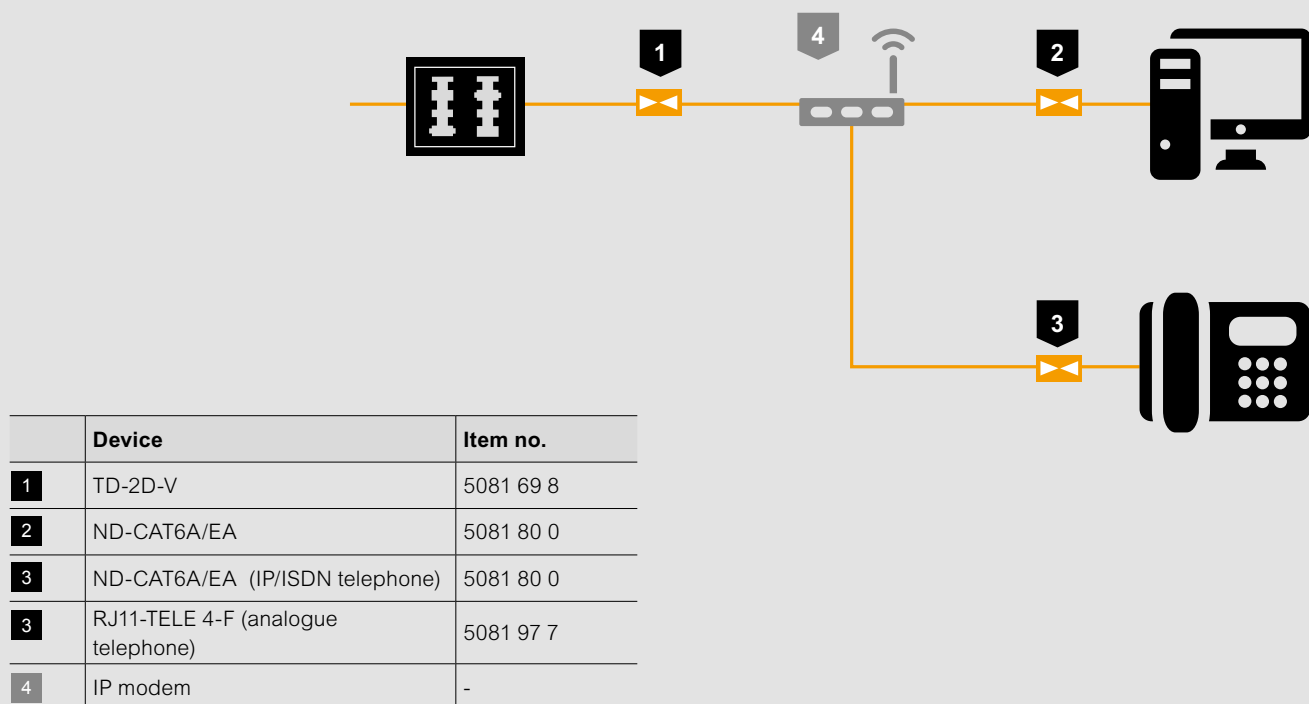 1
4
2
3
Device Item no.
1 TD-2D-V 5081 69 8
2 ND-CAT6A/EA 5081 80 0
3 ND-CAT6A/EA (IP/ISDN telephone) 5081 80 0
3 RJ11-TELE 4-F (analogue
telephone) 5081 97 7
4 IP modem -